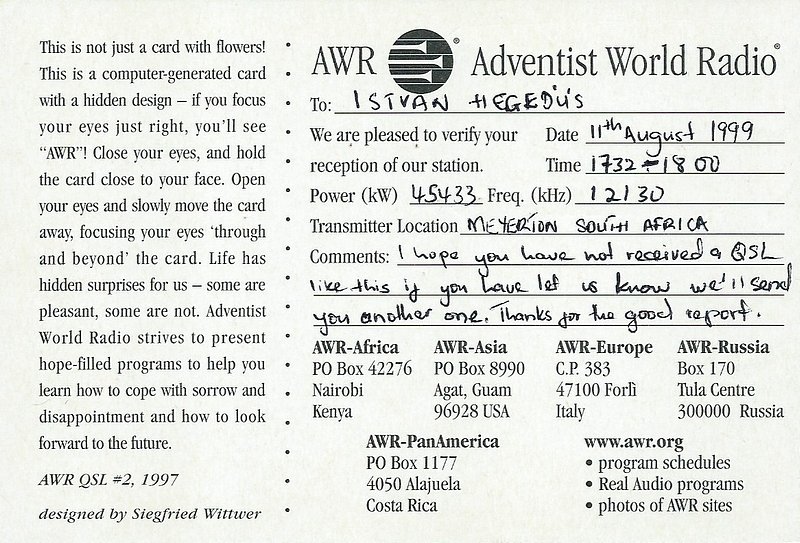 This is not just a card with flowers!
This is a computer-generated card
with a hidden design – if you focus
your eyes just right, you'll see
"AWR"! Close your eyes, and hold
the card close to your face. Open
your eyes and slowly move the card
away, focusing your eyes 'through
and beyond' the card. Life has
hidden surprises for us – some are
pleasant, some are not. Adventist
World Radio strives to present
hope-filled programs to help you
learn how to cope with sorrow and
disappointment and how to look
forward to the future.
AWR QSL #2, 1997
designed by Siegfried Wittwer
AWR ® Adventist World Radio®
To: ISTVAN HEGEDÜS
We are pleased to verify your Date 11th August 1999
reception of our station. Time 1732-1800
Power (kW) 45433 Freq. (kHz) 12130
Transmitter Location MEYERTON SOUTH AFRICA
Comments: I hope you have not received a QSL
like this if you have let us know we'll send
you another one. Thanks for the good report.
AWR-Africa AWR-Asia AWR-Europe AWR-Russia
PO Box 42276 PO Box 8990 C.P. 383 Box 170
Nairobi Agat, Guam 47100 Forlì Tula Centre
Kenya 96928 USA Italy 300000 Russia
AWR-PanAmerica www.awr.org
PO Box 1177 • program schedules
4050 Alajuela • Real Audio programs
Costa Rica • photos of AWR sites